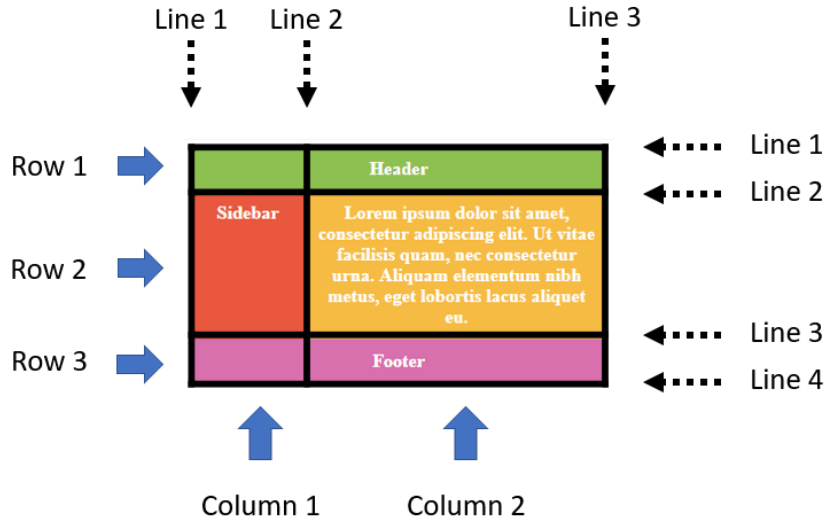 Line 1
Line 2
Line 3
Row 1
Header
Line 1
Line 2
Row 2
Sidebar
Lorem ipsum dolor sit amet,
consectetur adipiscing elit. Ut vitae
facilisis quam, nec consectetur
urna. Aliquam elementum nibh
metus, eget lobortis lacus aliquet
eu.
Line 3
Row 3
Footer
Line 4
Column 1
Column 2